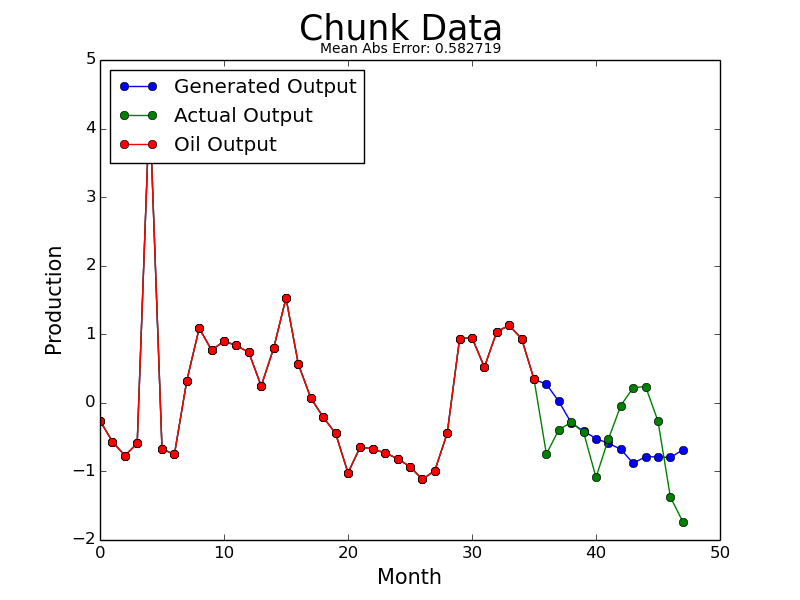 Chunk Data
Mean Abs Error: 0.582719
5
4
3
2
1
0
−1
−2
Generated Output
Actual Output
Oil Output
Production
0 10 20 30 40 50
Month